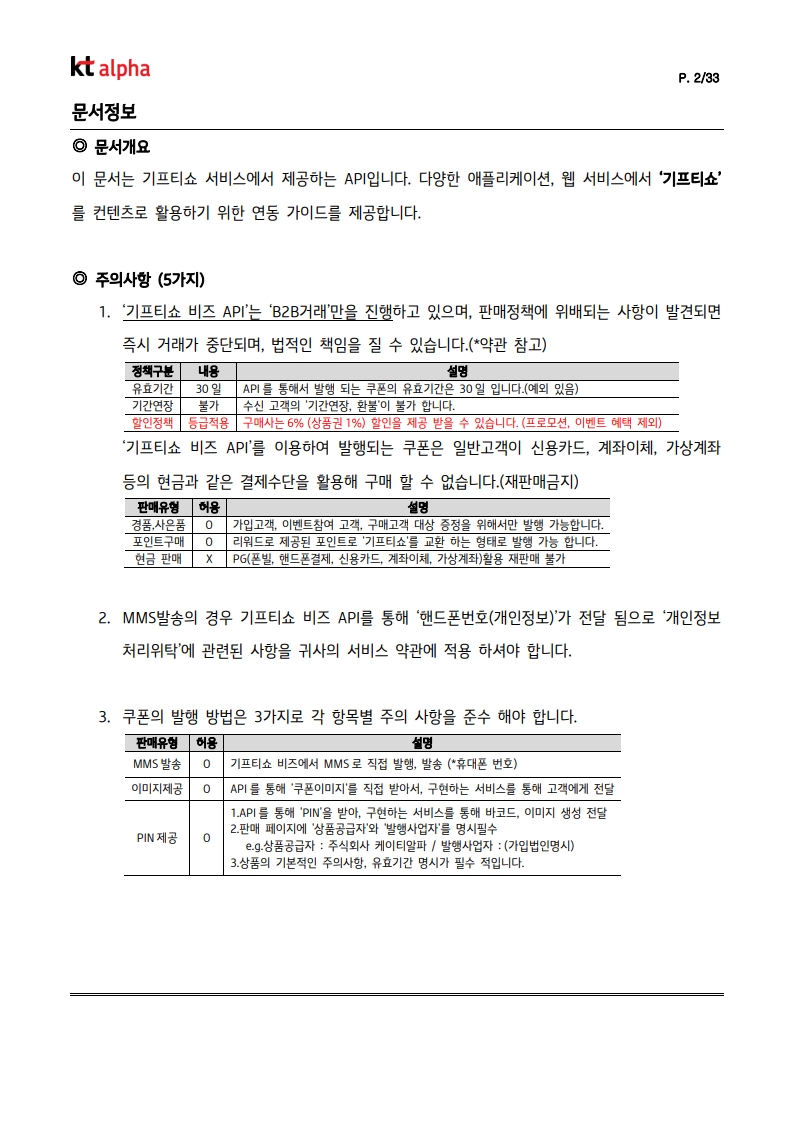 kt alpha
P. 2/33
문서정보
◎ 문서개요
이 문서는 기프티쇼 서비스에서 제공하는 API입니다. 다양한 애플리케이션, 웹 서비스에서 ‘기프티쇼’
를 컨텐츠로 활용하기 위한 연동 가이드를 제공합니다.
◎ 주의사항 (5가지)
1. ‘기프티쇼 비즈 API’는 ‘B2B거래’만을 진행하고 있으며, 판매정책에 위배되는 사항이 발견되면
즉시 거래가 중단되며, 법적인 책임을 질 수 있습니다.(*약관 참고)
정책구분 내용 설명
유효기간 30일 API를 통해서 발행 되는 쿠폰의 유효기간은 30일 입니다.(예외 있음)
기간연장 불가 수신 고객의 '기간연장, 환불'이 불가 합니다.
할인정책 등급적용 구매사는 6% (상품권 1%) 할인을 제공 받을 수 있습니다. (프로모션, 이벤트 혜택 제외)
‘기프티쇼 비즈 API’를 이용하여 발행되는 쿠폰은 일반고객이 신용카드, 계좌이체, 가상계좌
등의 현금과 같은 결제수단을 활용해 구매 할 수 없습니다.(재판매금지)
판매유형 허용 설명
경품,사은품 O 가입고객, 이벤트참여 고객, 구매고객 대상 증정을 위해서만 발행 가능합니다.
포인트구매 O 리워드로 제공된 포인트로 '기프티쇼'를 교환 하는 형태로 발행 가능 합니다.
현금 판매 X PG(폰빌, 핸드폰결제, 신용카드, 계좌이체, 가상계좌)활용 재판매 불가
2. MMS발송의 경우 기프티쇼 비즈 API를 통해 ‘핸드폰번호(개인정보)’가 전달 됨으로 ‘개인정보
처리위탁’에 관련된 사항을 귀사의 서비스 약관에 적용 하셔야 합니다.
3. 쿠폰의 발행 방법은 3가지로 각 항목별 주의 사항을 준수 해야 합니다.
판매유형 허용 설명
MMS 발송 O 기프티쇼 비즈에서 MMS로 직접 발행, 발송 (*휴대폰 번호)
이미지제공 O API를 통해 '쿠폰이미지'를 직접 받아서, 구현하는 서비스를 통해 고객에게 전달
1.API를 통해 'PIN'을 받아, 구현하는 서비스를 통해 바코드, 이미지 생성 전달
2.판매 페이지에 '상품공급자'와 '발행사업자'를 명시필수
PIN 제공 O e.g.상품공급자 : 주식회사 케이티알파 / 발행사업자 : (가입법인명시)
3.상품의 기본적인 주의사항, 유효기간 명시가 필수 적입니다.